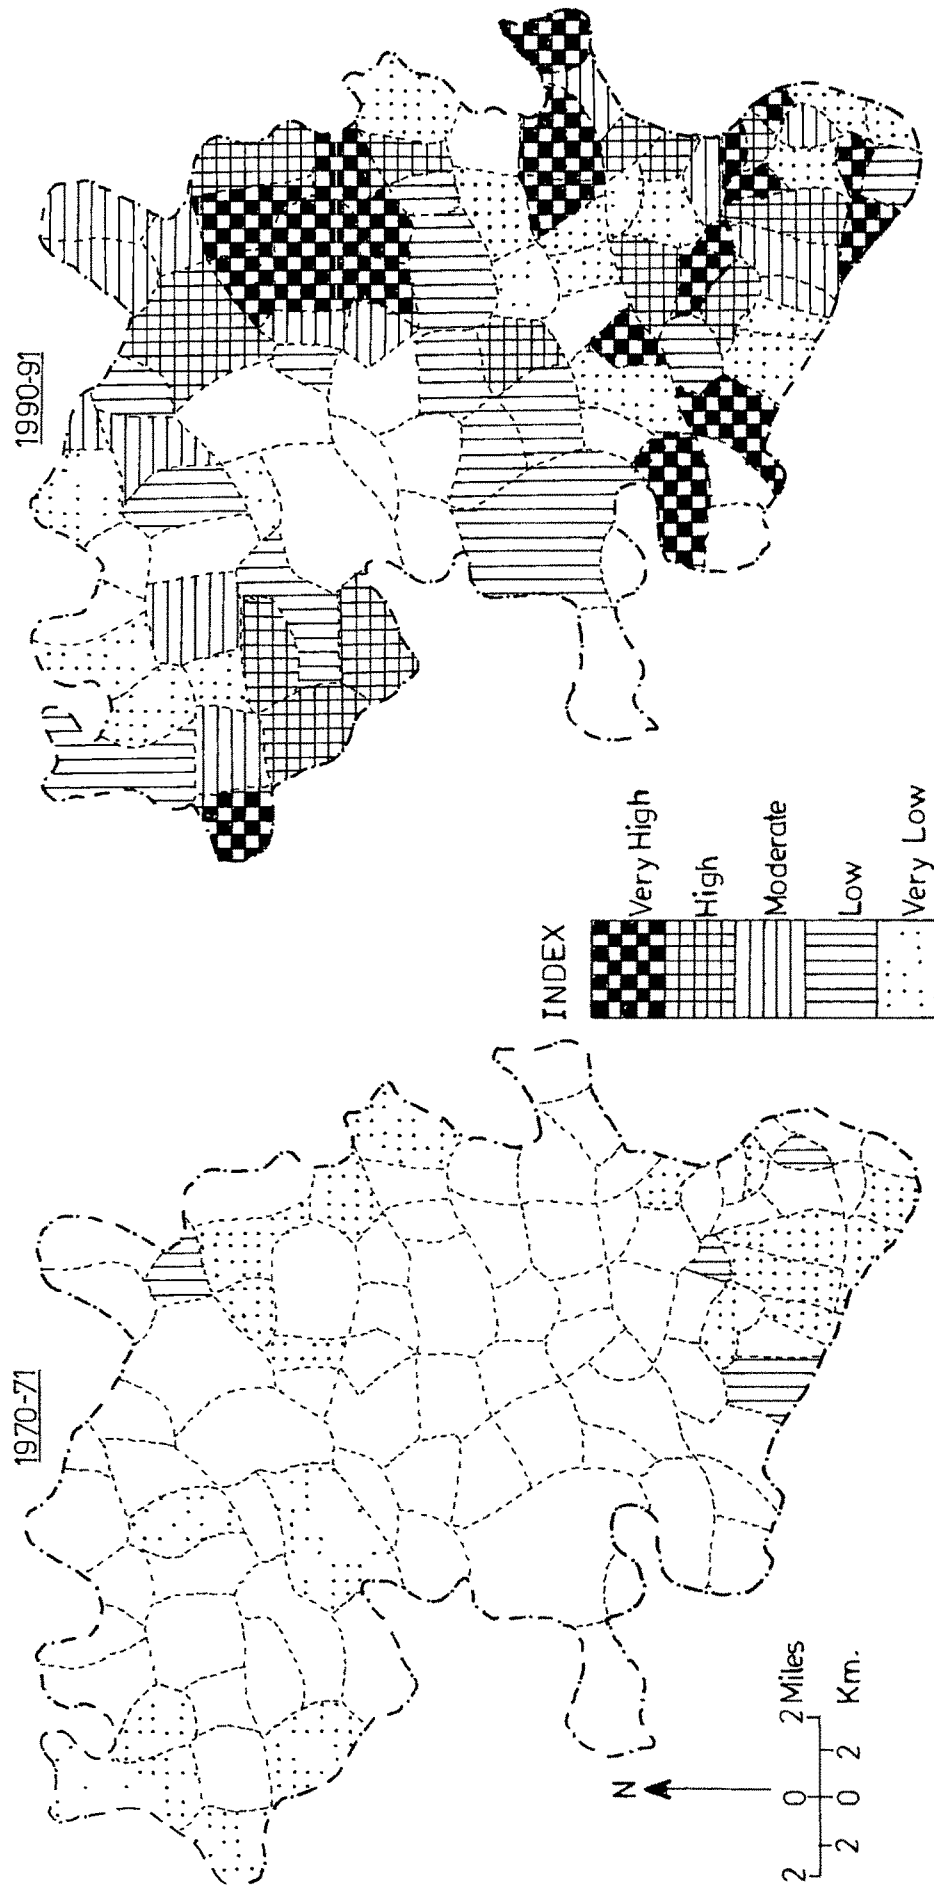 1990-91
1970-71
INDEX
Very High
High
Moderate
Low
Very Low
N
2 0 2 Miles
2 0 2 Km.